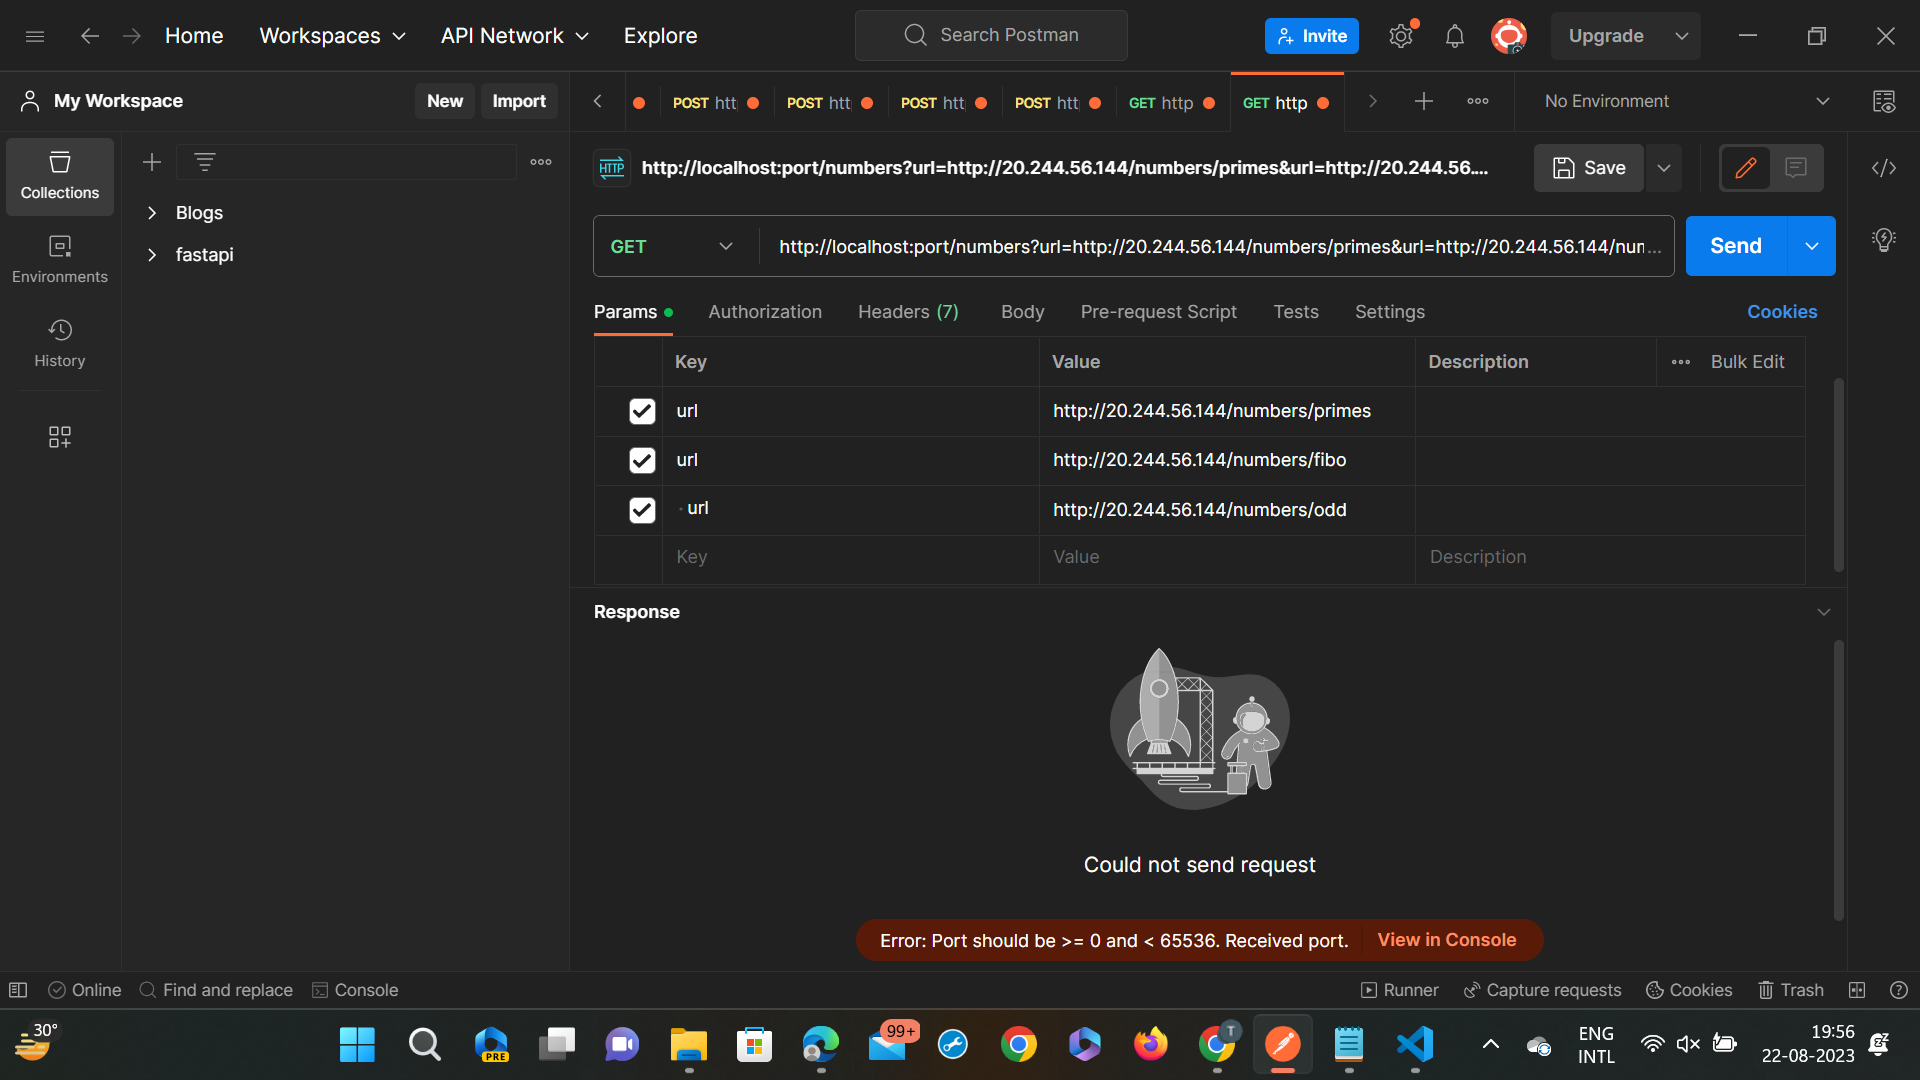 Home
Workspaces
API Network
Explore
Search Postman
Invite
Upgrade
My Workspace
New
Import
POST htt
POST htt
POST htt
POST htt
GET http
GET http
No Environment
Collections
Environments
History
Blogs
fastapi
HTTP
http://localhost:port/numbers?url=http://20.244.56.144/numbers/primes&url=http://20.244.56....
Save
GET
http://localhost:port/numbers?url=http://20.244.56.144/numbers/primes&url=http://20.244.56.144/nur...
Send
Params
Authorization
Headers (7)
Body
Pre-request Script
Tests
Settings
Cookies
Key
Value
Description
Bulk Edit
url
http://20.244.56.144/numbers/primes
url
http://20.244.56.144/numbers/fibo
url
http://20.244.56.144/numbers/odd
Key
Value
Description
Response
Could not send request
Error: Port should be >= 0 and < 65536. Received port.
View in Console
Online
Find and replace
Console
Runner
Capture requests
Cookies
Trash
30°
PRE
99+
T
ENG
INTL
19:56
22-08-2023